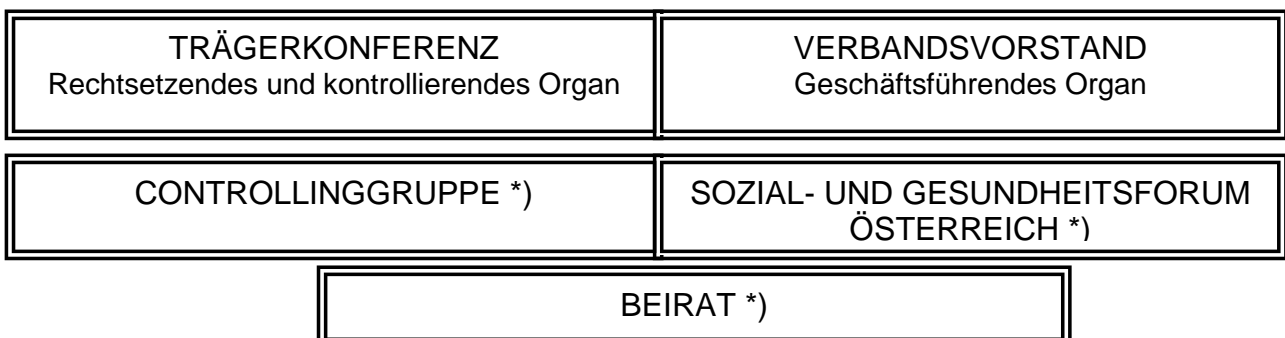 TRÄGERKONFERENZ
Rechtsetzendes und kontrollierendes Organ
VERBANDSVORSTAND
Geschäftsführendes Organ
CONTROLLINGGRUPPE *)
SOZIAL- UND GESUNDHEITSFORUM
ÖSTERREICH *)
BEIRAT *)